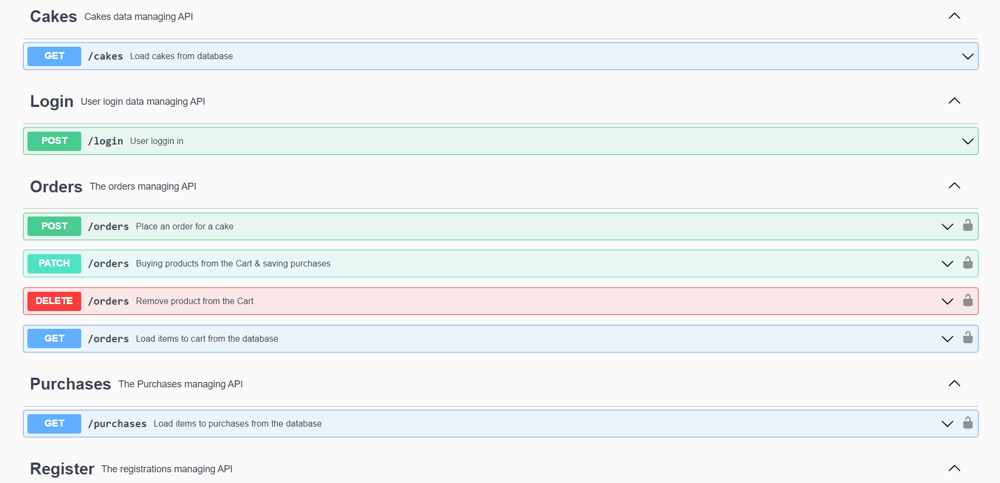 Cakes Cakes data managing API
GET /cakes Load cakes from database
Login User login data managing API
POST /login User loggin in
Orders The orders managing API
POST /orders Place an order for a cake
PATCH /orders Buying products from the Cart & saving purchases
DELETE /orders Remove product from the Cart
GET /orders Load items to cart from the database
Purchases The Purchases managing API
GET /purchases Load items to purchases from the database
Register The registrations managing API